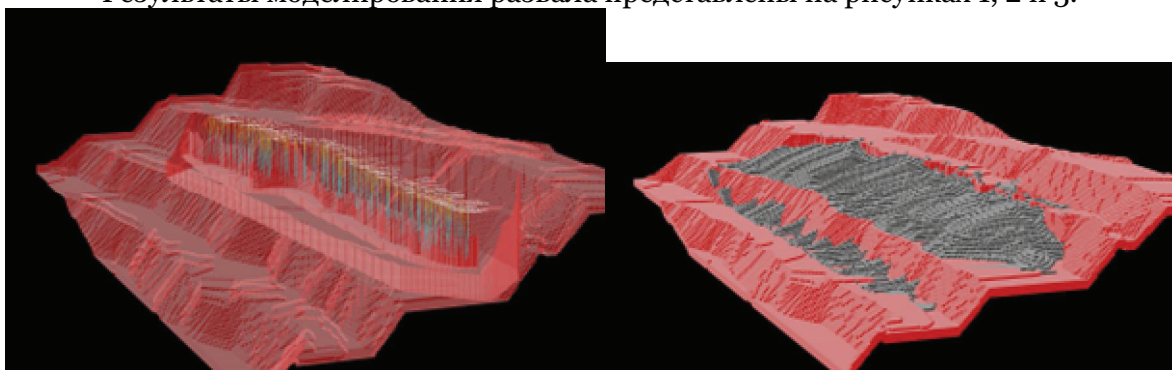 Результаты моделирования развала представлены на рисунках 1, 2 и 3.